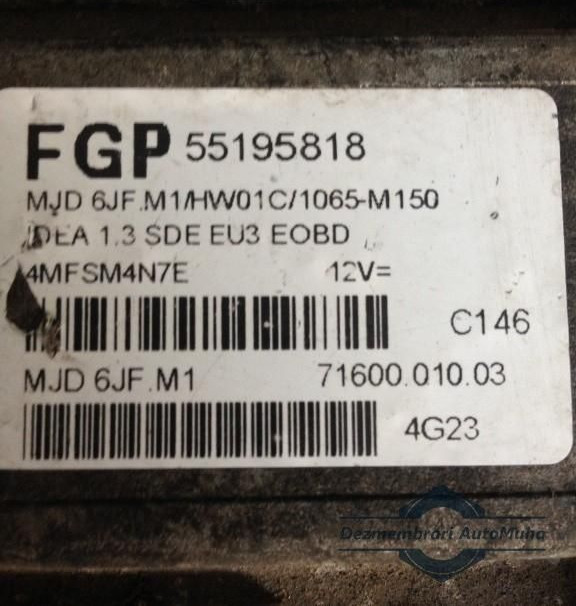 FGP 55195818
MJD 6JF.M1/HW01C/1065-M150
IDEA 1.3 SDE EU3 EOBD
4MFSM4N7E 12V=
C146
MJD 6JF.M1 71600.010.03
4G23
Dezmembrari AutoMung